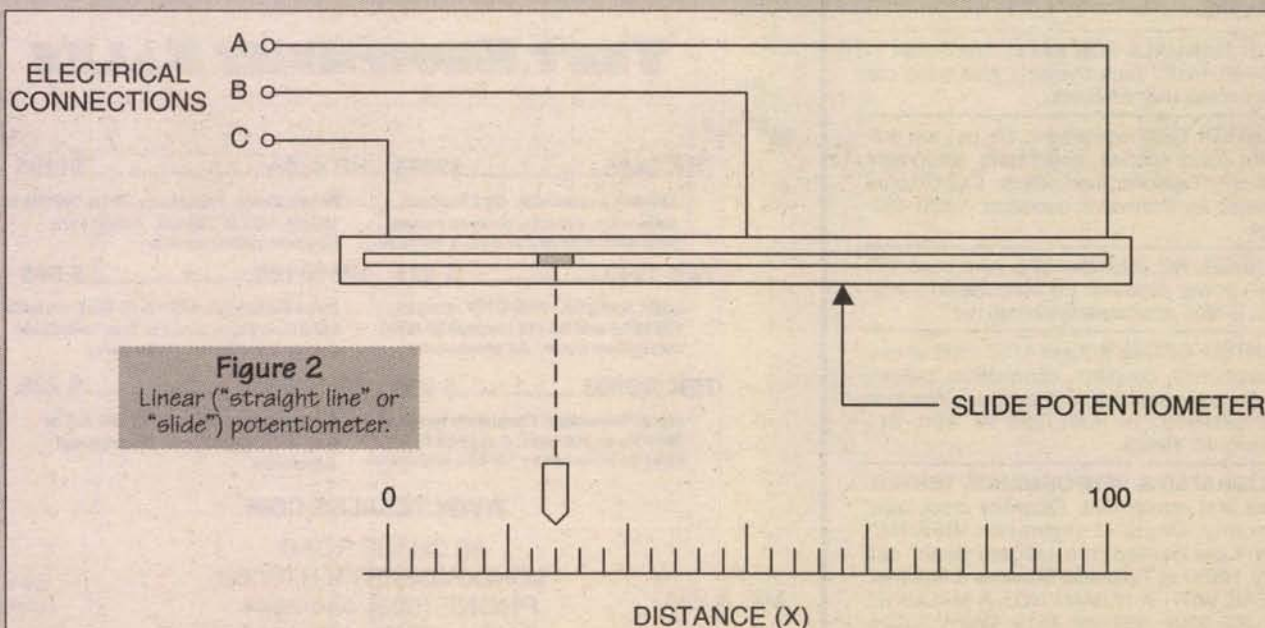 A
ELECTRICAL
CONNECTIONS
B
C
Figure 2
Linear ("straight line" or
"slide") potentiometer.
SLIDE POTENTIOMETER
0
100
DISTANCE (X)